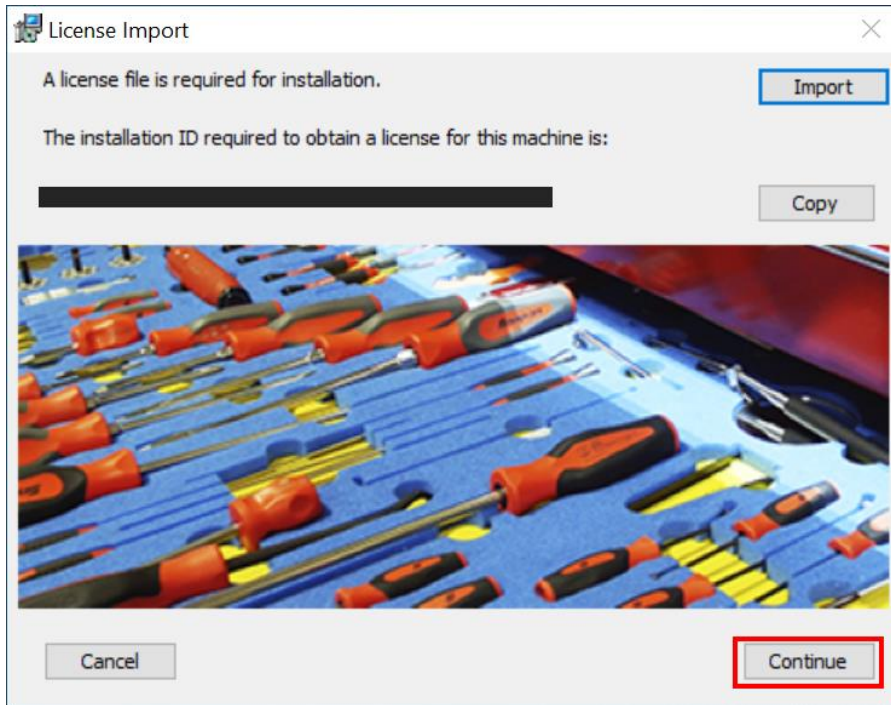 License Import
A license file is required for installation.
Import
The installation ID required to obtain a license for this machine is:
Copy
Cancel
Continue